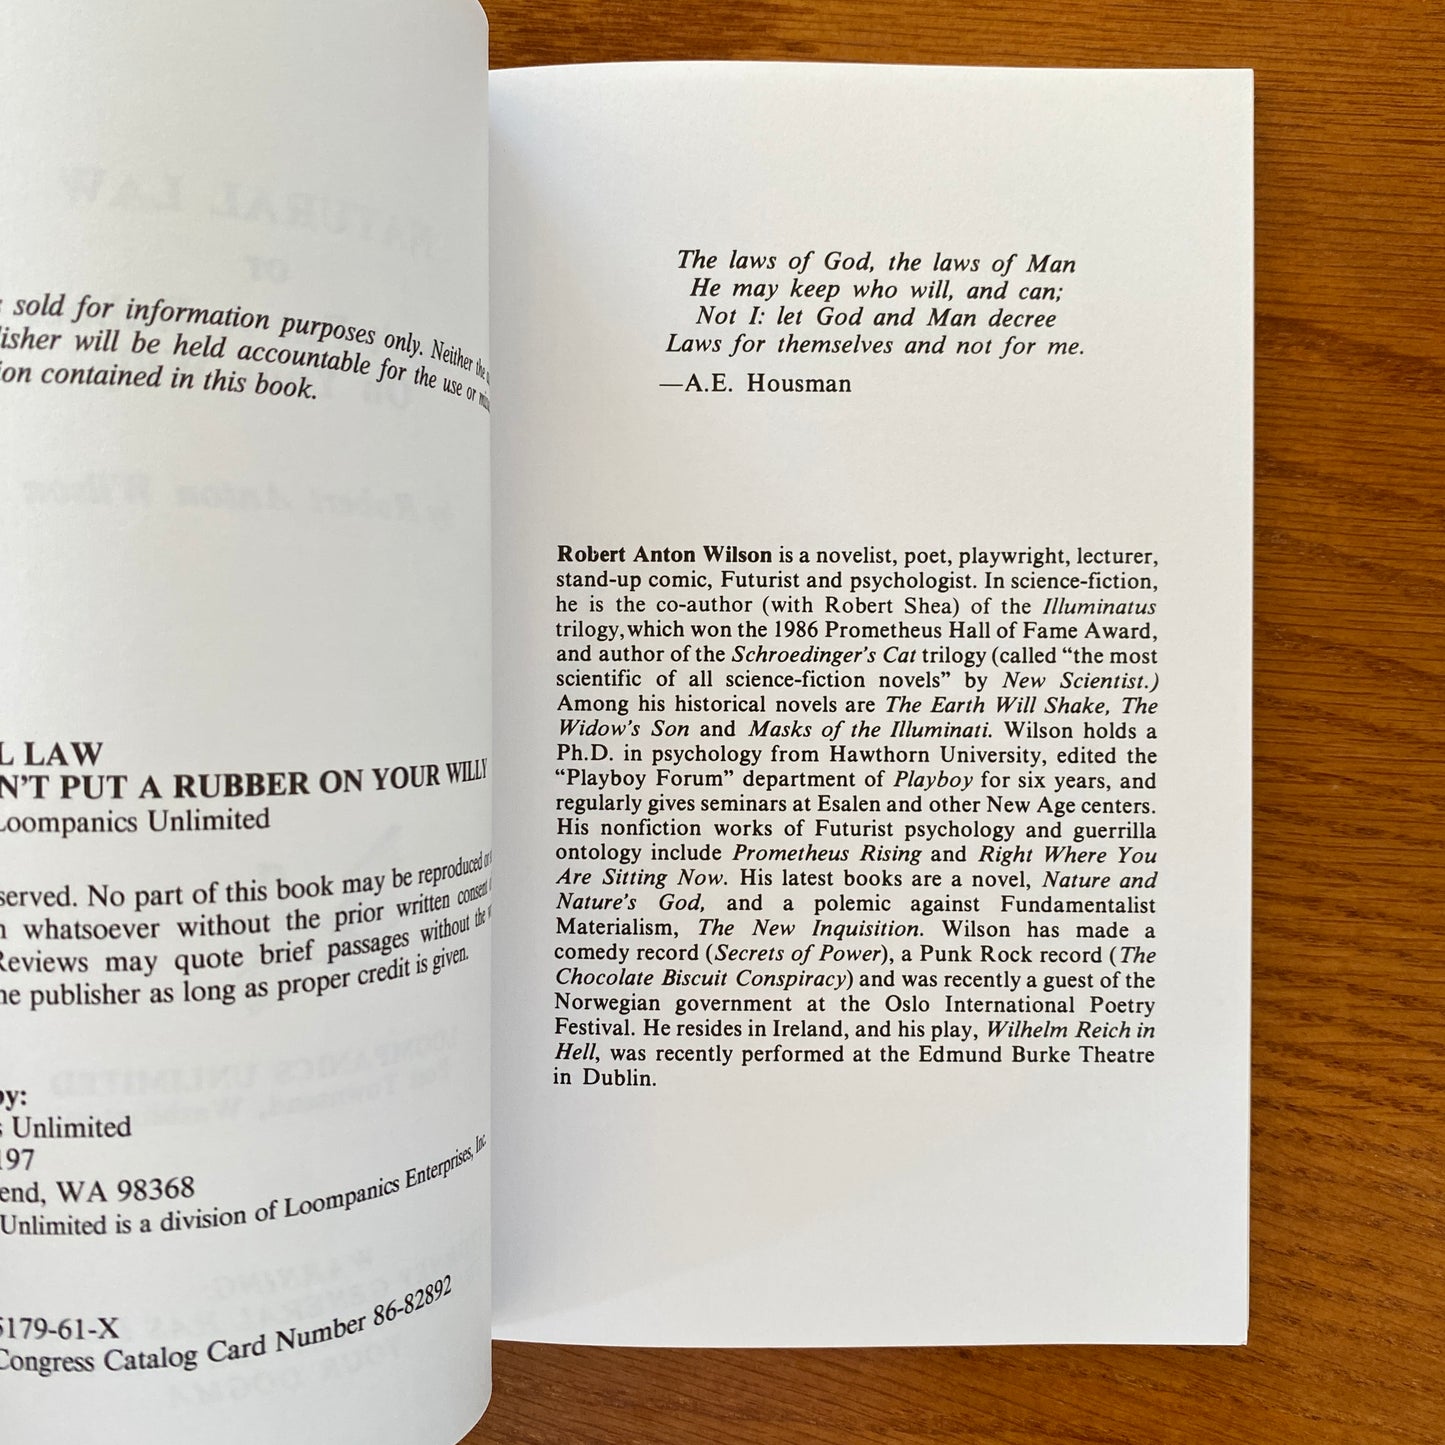 sold for information purposes only. Neither the
will be held accountable for the use or
contained in this book.
LAW
N'T PUT A RUBBER ON YOUR WILLY
Loompanics Unlimited
served. No part of this book may be reproduced or
whatsoever without the prior written consent
Reviews may quote brief passages without the
publisher as long as proper credit is given.
by:
Unlimited
197
end, WA 98368
Unlimited is a division of Loompanics Enterprises, Inc.
5179-61-X
Congress Catalog Card Number 86-82892
The laws of God, the laws of Man
He may keep who will, and can;
Not I: let God and Man decree
Laws for themselves and not for me.
—A.E. Housman
Robert Anton Wilson is a novelist, poet, playwright, lecturer,
stand-up comic, Futurist and psychologist. In science-fiction,
he is the co-author (with Robert Shea) of the Illuminatus
trilogy, which won the 1986 Prometheus Hall of Fame Award,
and author of the Schroedinger's Cat trilogy (called “the most
scientific of all science-fiction novels” by New Scientist.)
Among his historical novels are The Earth Will Shake, The
Widow's Son and Masks of the Illuminati. Wilson holds a
Ph.D. in psychology from Hawthorn University, edited the
“Playboy Forum” department of Playboy for six years, and
regularly gives seminars at Esalen and other New Age centers.
His nonfiction works of Futurist psychology and guerrilla
ontology include Prometheus Rising and Right Where You
Are Sitting Now. His latest books are a novel, Nature and
Nature's God, and a polemic against Fundamentalist
Materialism, The New Inquisition. Wilson has made a
comedy record (Secrets of Power), a Punk Rock record (The
Chocolate Biscuit Conspiracy) and was recently a guest of the
Norwegian government at the Oslo International Poetry
Festival. He resides in Ireland, and his play, Wilhelm Reich in
Hell, was recently performed at the Edmund Burke Theatre
in Dublin.